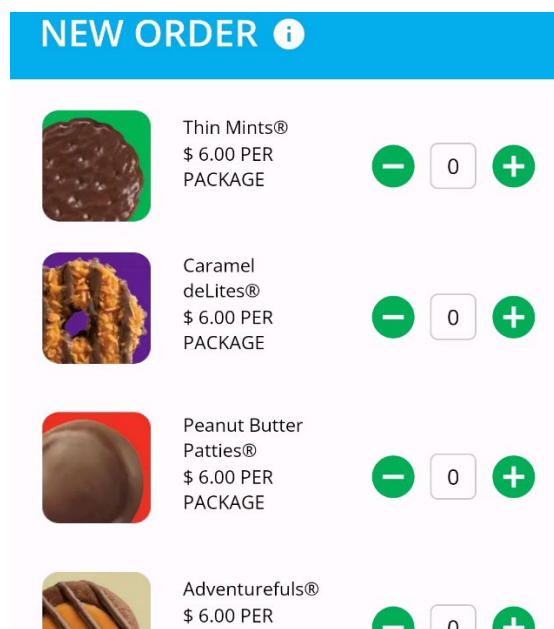 NEW ORDER i
Thin Mints®
$ 6.00 PER
PACKAGE
0
Caramel
deLites®
$ 6.00 PER
PACKAGE
0
Peanut Butter
Patties®
$ 6.00 PER
PACKAGE
0
Adventurefuls®
$ 6.00 PER
0